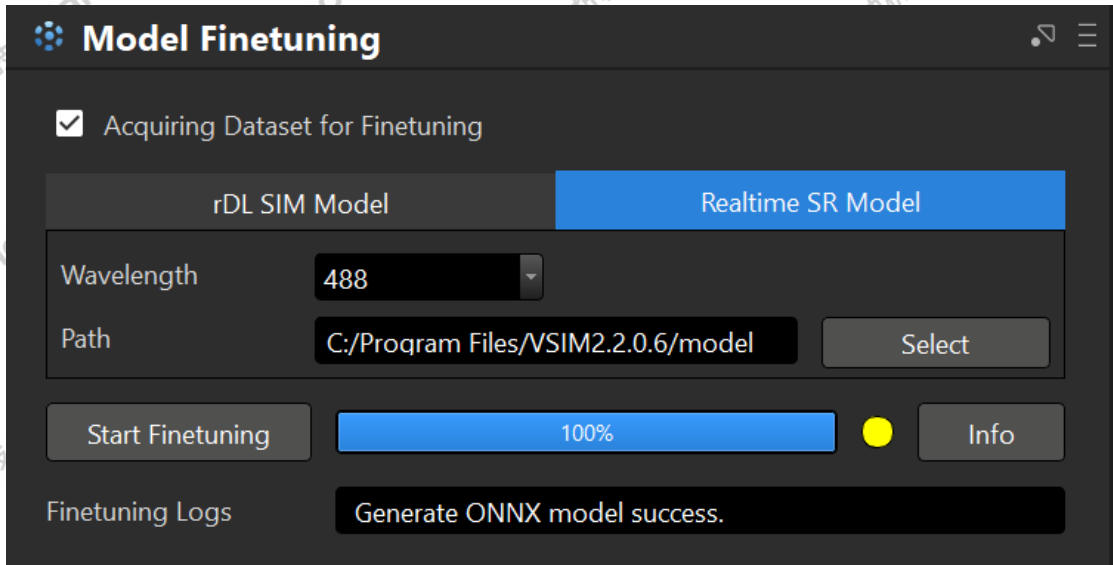 Model Finetuning
Acquiring Dataset for Finetuning
rDL SIM Model
Realtime SR Model
Wavelength
488
Path
C:/Program Files/VSIM2.2.0.6/model
Select
Start Finetuning
100%
Info
Finetuning Logs
Generate ONNX model success.